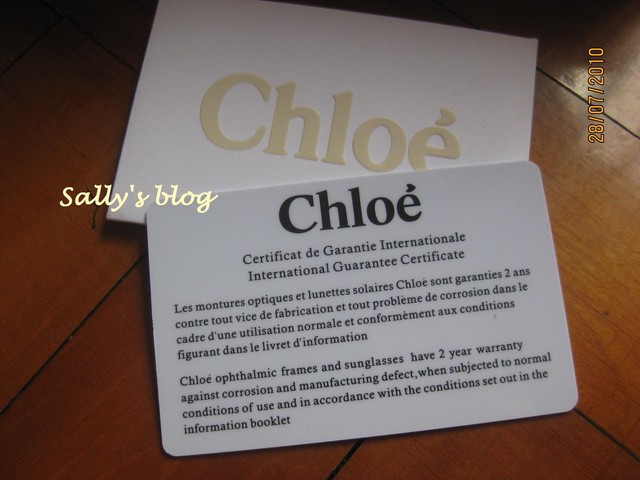 Chloé
28/07/2010
Sally's blog
Chloé
Certificat de Garantie Internationale
International Guarantee Certificate
Les montures optiques et lunettes solaires Chloé sont garanties 2 ans
contre tout vice de fabrication et tout problème de corrosion dans le
cadre d'une utilisation normale et conformèment aux conditions
figurant dans le livret d'information
Chloé ophthalmic frames and sunglasses have 2 year warranty
against corrosion and manufacturing defect,when subjected to normal
conditions of use and in accordance with the conditions set out in the
information booklet